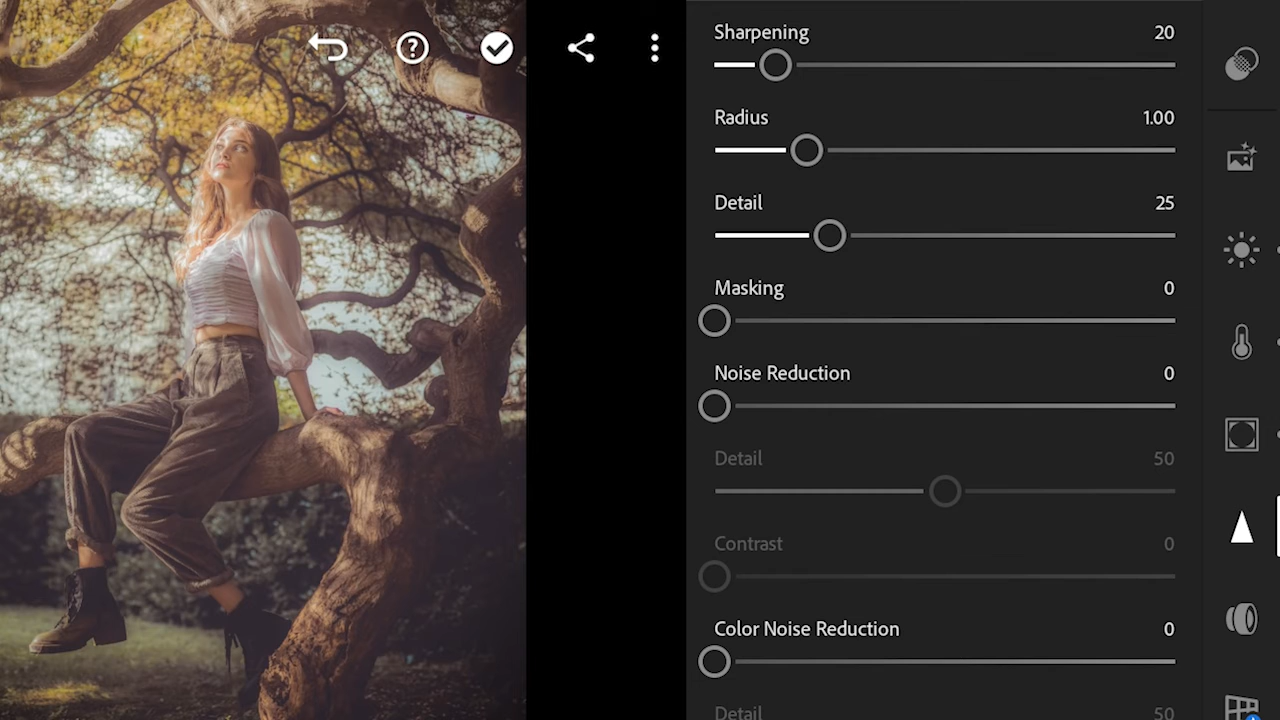 Sharpening 20
Radius 1.00
Detail 25
Masking 0
Noise Reduction 0
Detail 50
Contrast 0
Color Noise Reduction 0
Detail 50